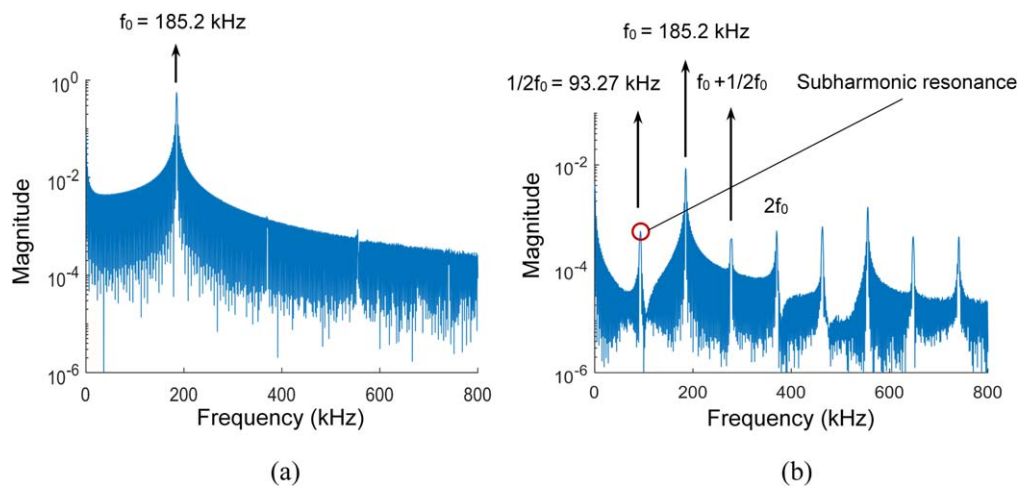 f₀ = 185.2 kHz
10⁰
10⁻²
10⁻⁴
10⁻⁶
Magnitude
0 200 400 600 800
Frequency (kHz)
(a)
f₀ = 185.2 kHz
1/2f₀ = 93.27 kHz
f₀ +1/2f₀
Subharmonic resonance
2f₀
10⁻²
10⁻⁴
10⁻⁶
Magnitude
0 200 400 600 800
Frequency (kHz)
(b)